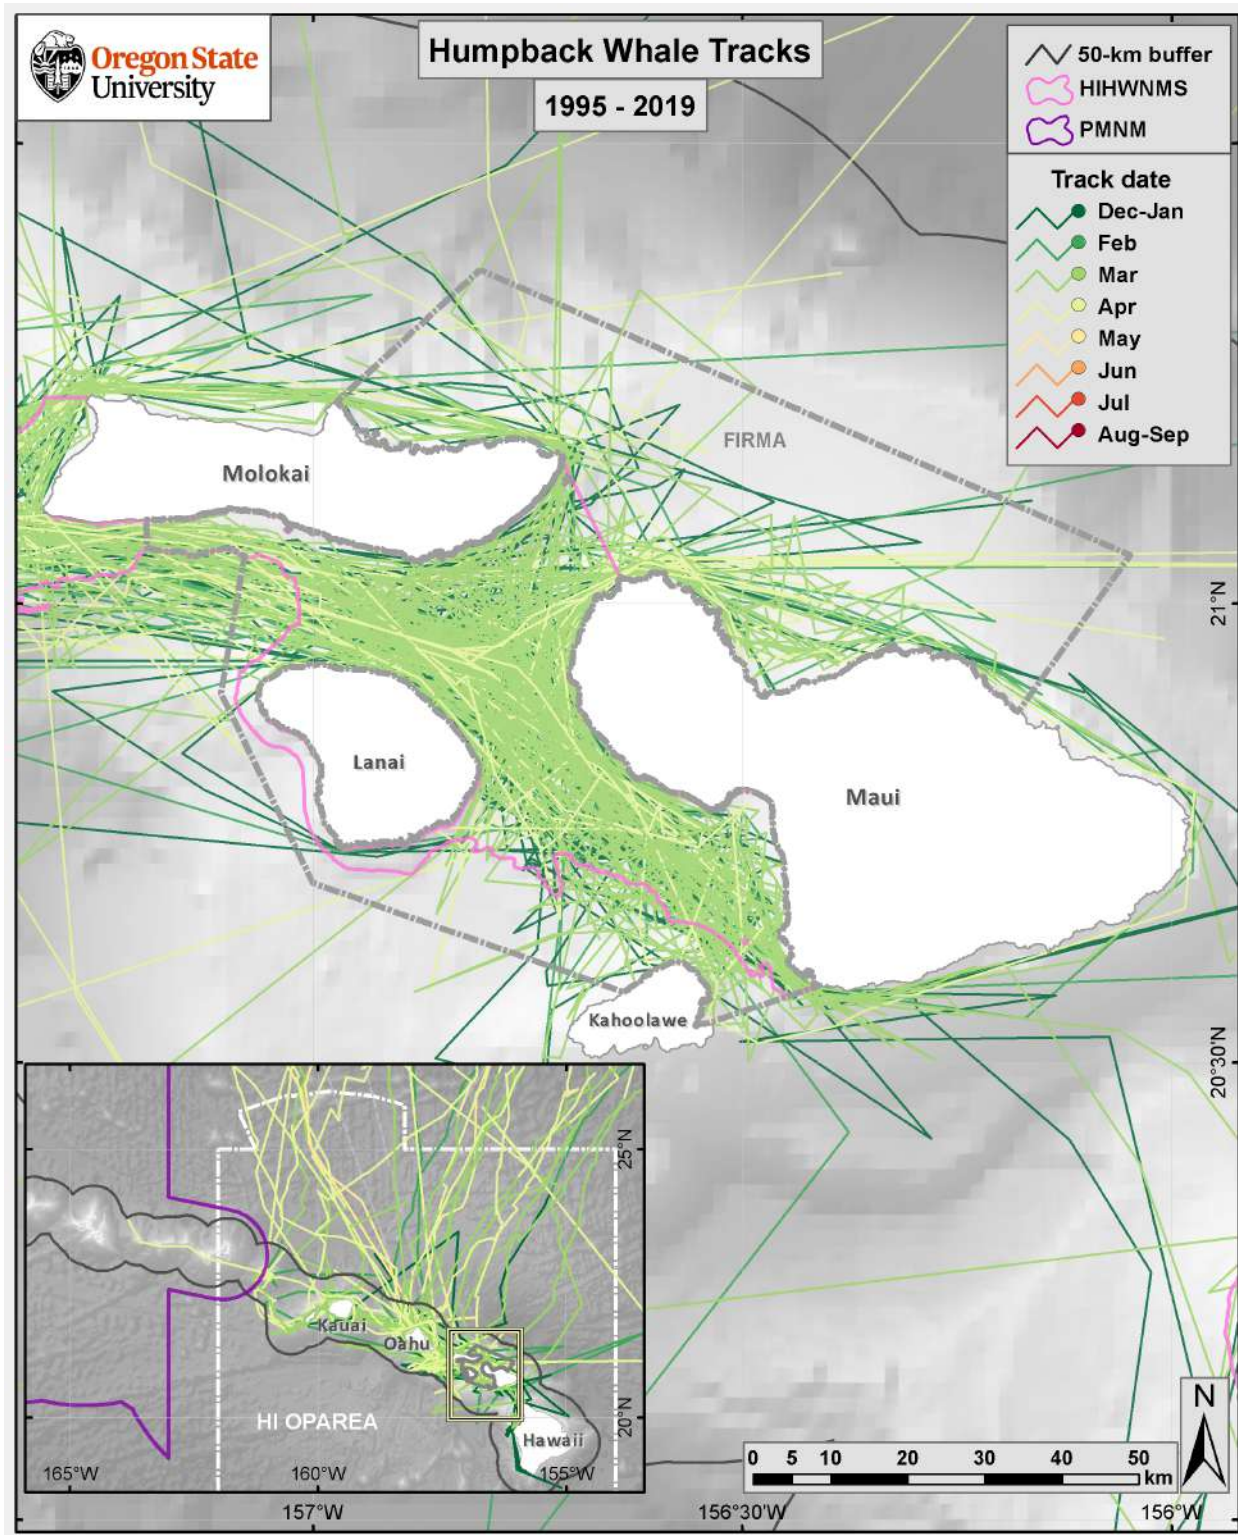 Oregon State
University
Humpback Whale Tracks
1995 - 2019
50-km buffer
HIHWNMS
PMNM
Track date
Dec-Jan
Feb
Mar
Apr
May
Jun
Jul
Aug-Sep
FIRMA
Molokai
21°N
Lanai
Maui
Kahoolawe
20°30'N
25°N
Kauai
Oahu
HI OPAREA
20°N
Hawaii
165°W
160°W
155°W
N
0 5 10 20 30 40 50
km
157°W
156°30'W
156°W